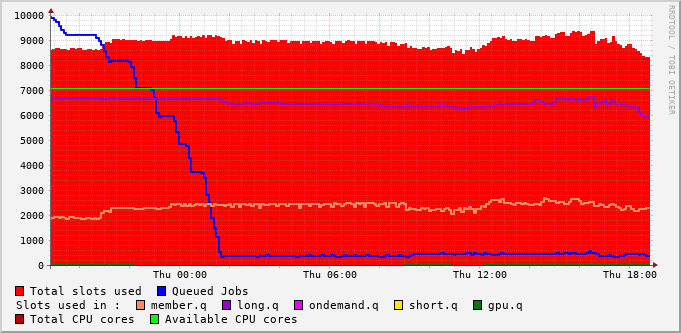 10000
9000
8000
7000
6000
5000
4000
3000
2000
1000
0
Thu 00:00 Thu 06:00 Thu 12:00 Thu 18:00
Total slots used Queued Jobs
Slots used in : member.q long.q ondemand.q short.q gpu.q
Total CPU cores Available CPU cores
RRDTOOL / TOBI OETIKER